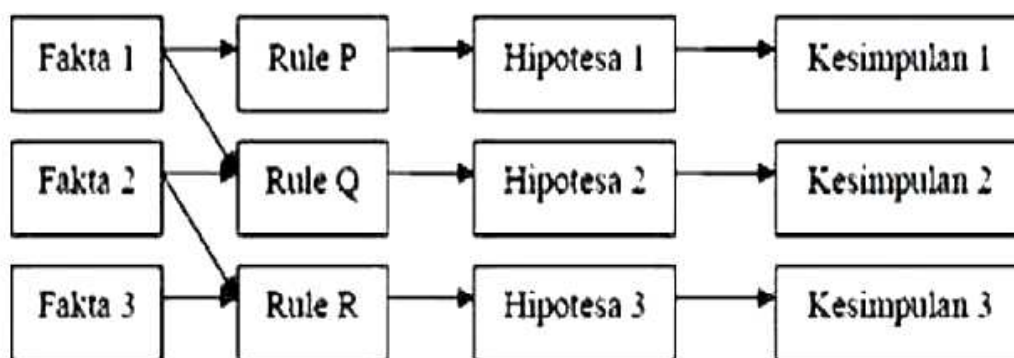 Fakta 1 Rule P Hipotesa 1 Kesimpulan 1
Fakta 2 Rule Q Hipotesa 2 Kesimpulan 2
Fakta 3 Rule R Hipotesa 3 Kesimpulan 3